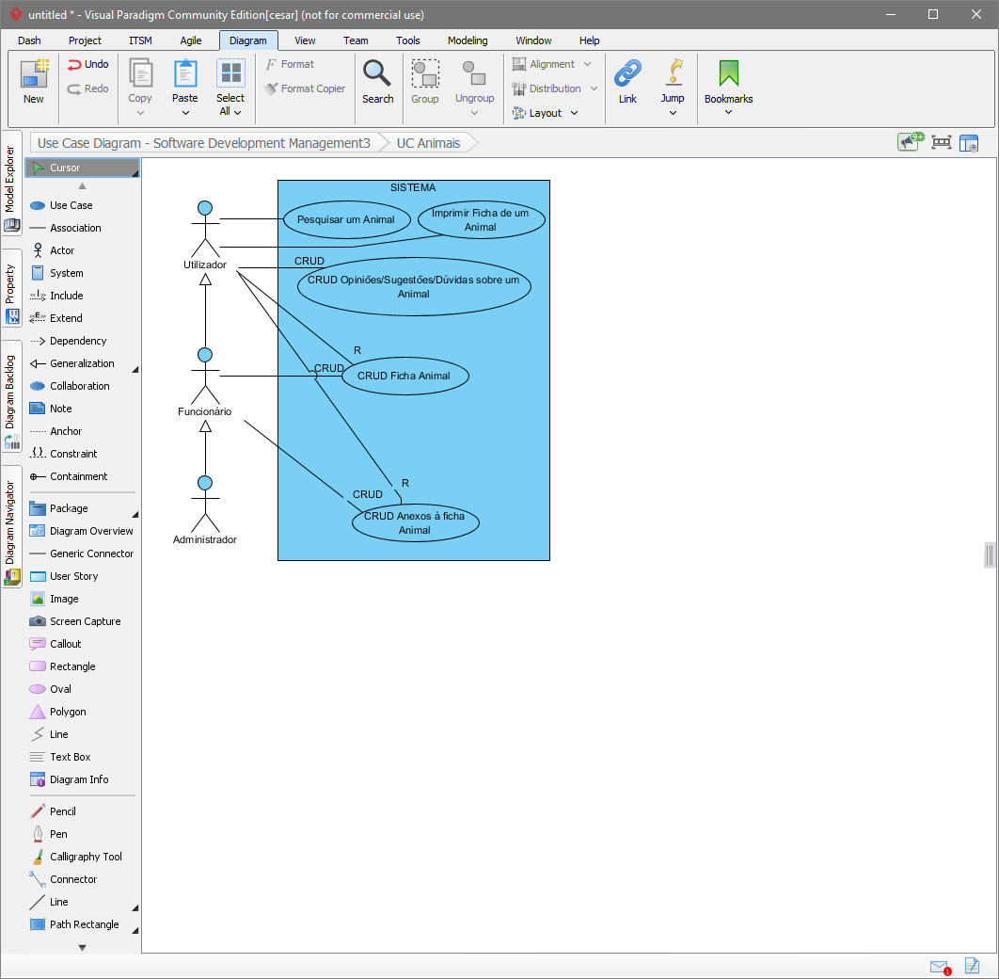 untitled * - Visual Paradigm Community Edition[cesar] (not for commercial use)
Dash Project ITSM Agile Diagram View Team Tools Modeling Window Help
New
Undo
Redo
Copy
Paste
Select
All
Format
Format Copier
Search
Group
Ungroup
Alignment
Distribution
Layout
Link
Jump
Bookmarks
Use Case Diagram - Software Development Management3
UC Animais
9+
Model Explorer
Property
Diagram Backlog
Diagram Navigator
Cursor
Use Case
Association
Actor
System
Include
Extend
Dependency
Generalization
Collaboration
Note
Anchor
Constraint
Containment
Package
Diagram Overview
Generic Connector
User Story
Image
Screen Capture
Callout
Rectangle
Oval
Polygon
Line
Text Box
Diagram Info
Pencil
Pen
Calligraphy Tool
Connector
Line
Path Rectangle
SISTEMA
Pesquisar um Animal
Imprimir Ficha de um
Animal
Utilizador
CRUD
CRUD Opiniões/Sugestões/Dúvidas sobre um
Animal
R
CRUD
CRUD Ficha Animal
Funcionário
R
CRUD
CRUD Anexos à ficha
Animal
Administrador
1